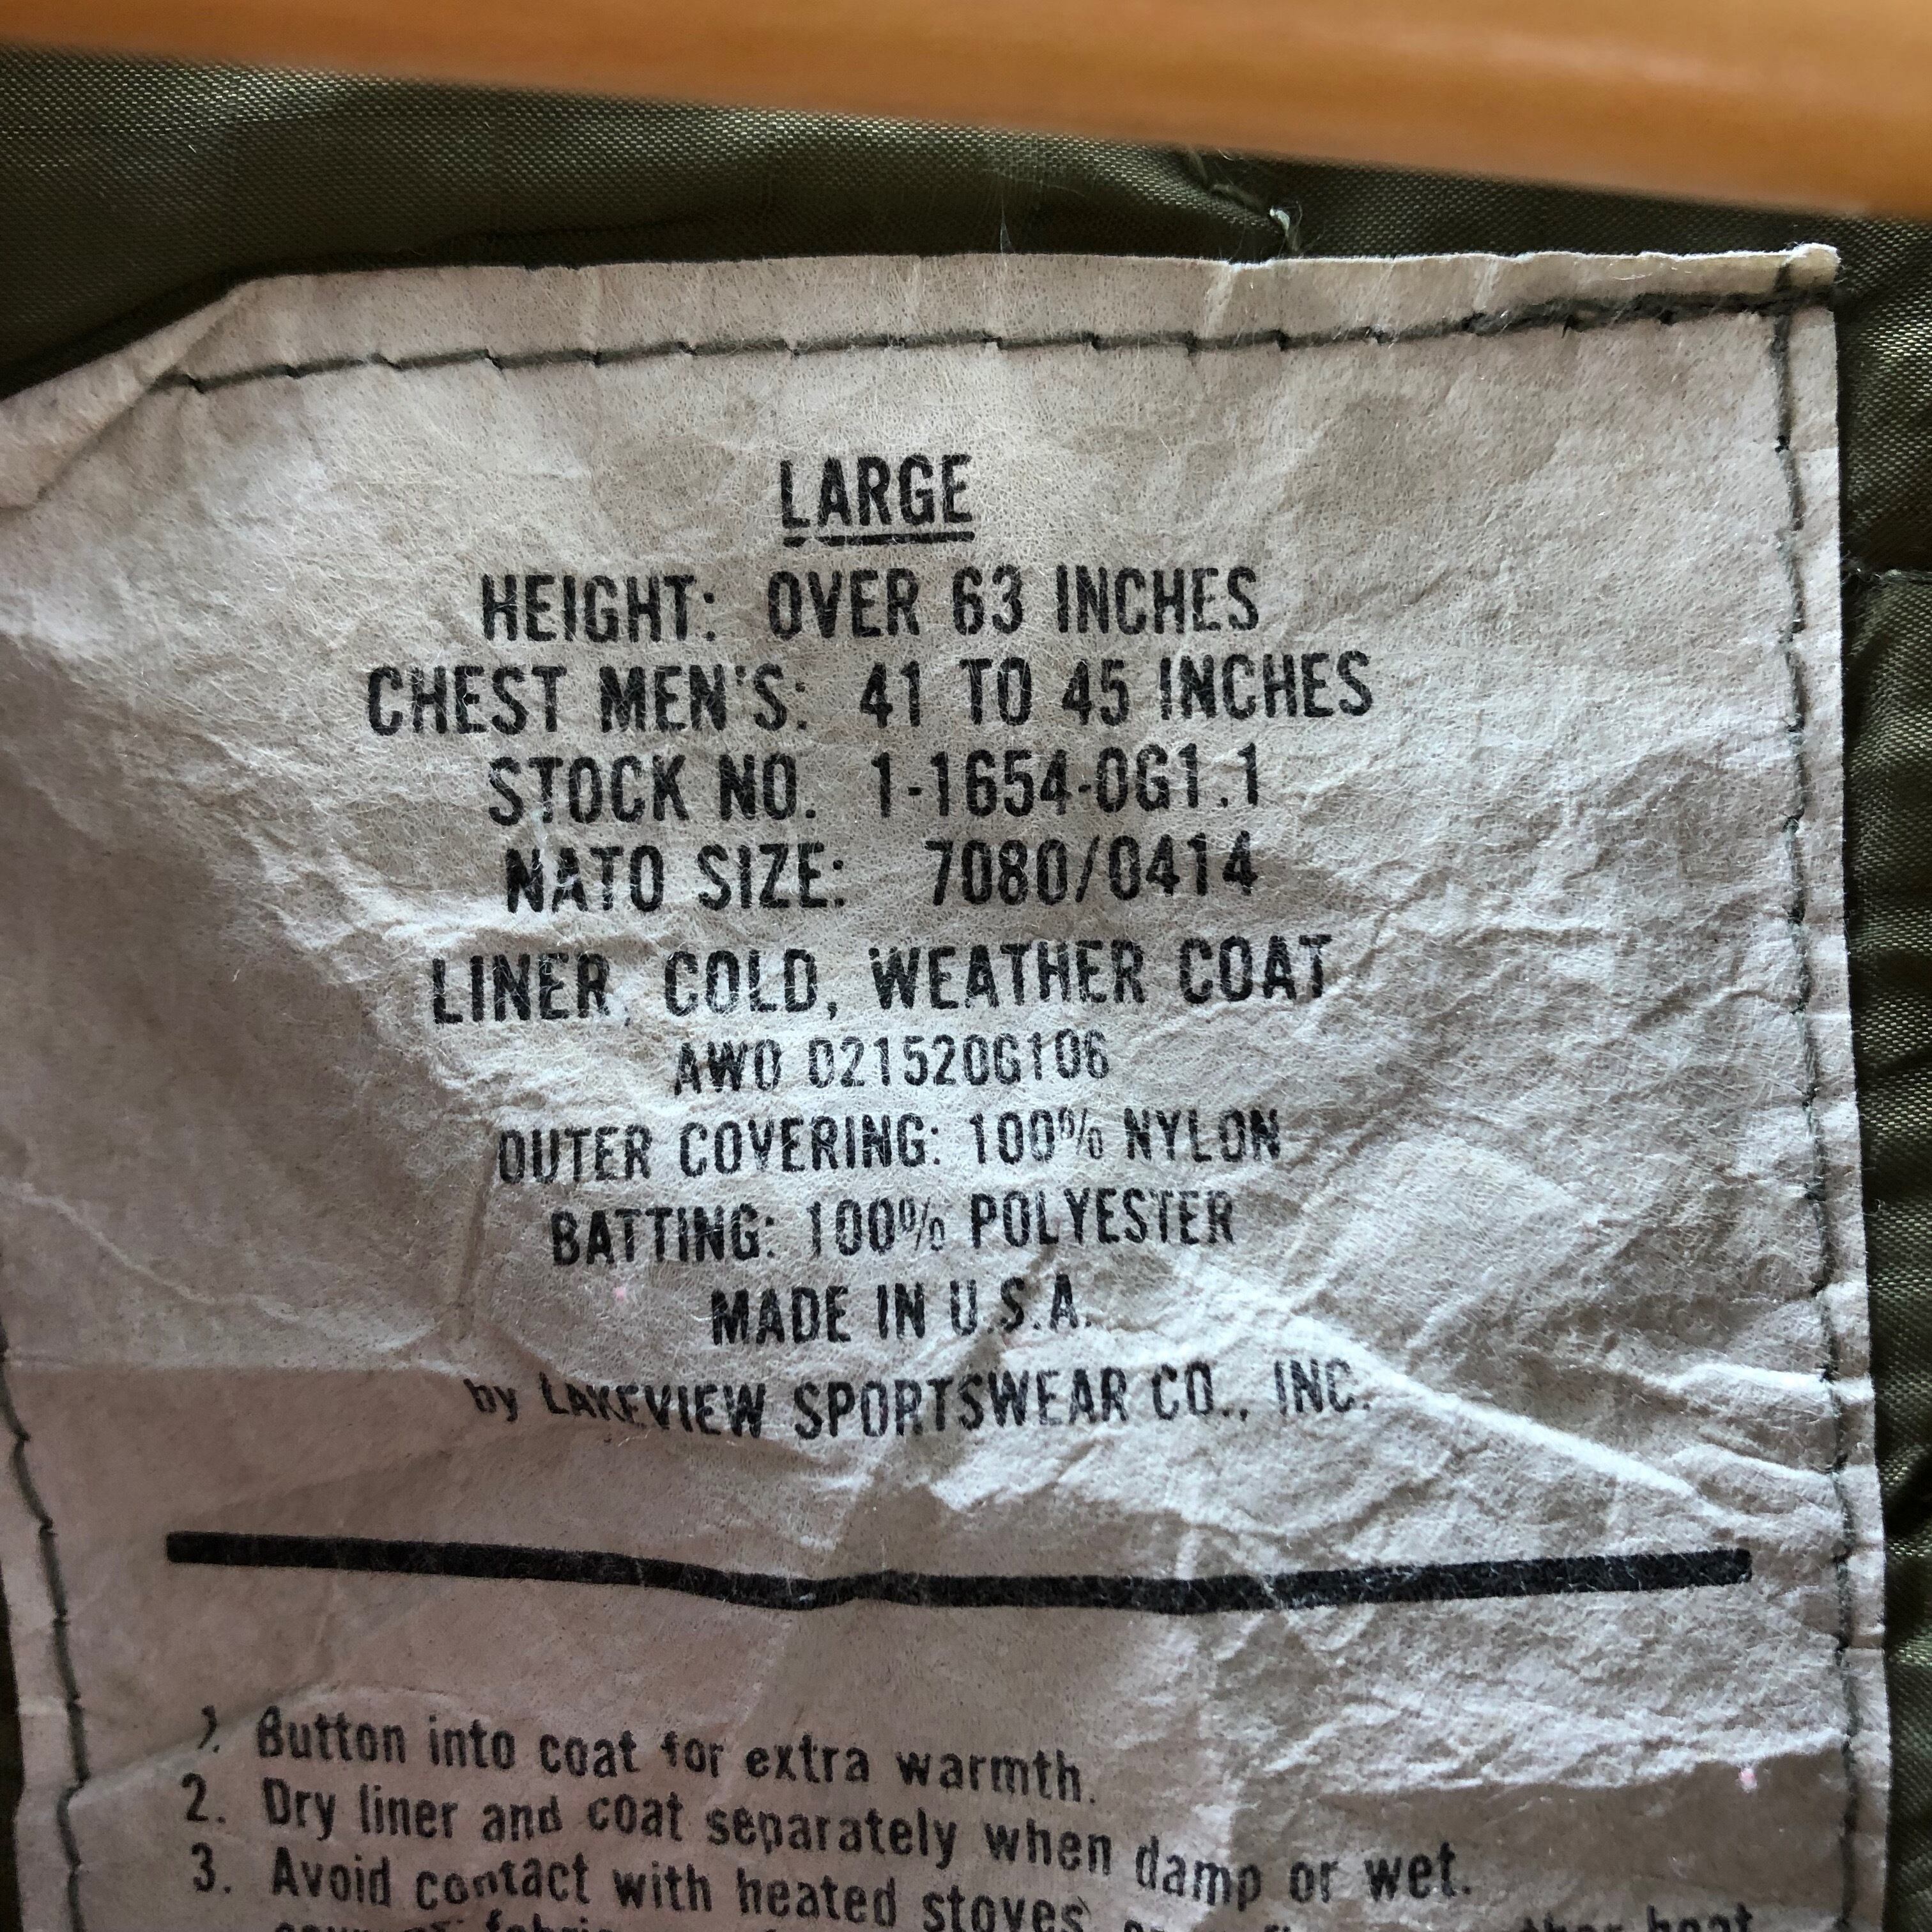 LARGE
HEIGHT: OVER 63 INCHES
CHEST MEN'S: 41 TO 45 INCHES
STOCK NO. 1-1654-0G1.1
NATO SIZE: 7080/0414
LINER, COLD, WEATHER COAT
AWO 021520G106
OUTER COVERING: 100% NYLON
BATTING: 100% POLYESTER
MADE IN U.S.A.
by LAKEVIEW SPORTSWEAR CO., INC.
1. Button into coat for extra warmth.
2. Dry liner and coat separately when damp or wet.
3. Avoid contact with heated stoves
heat